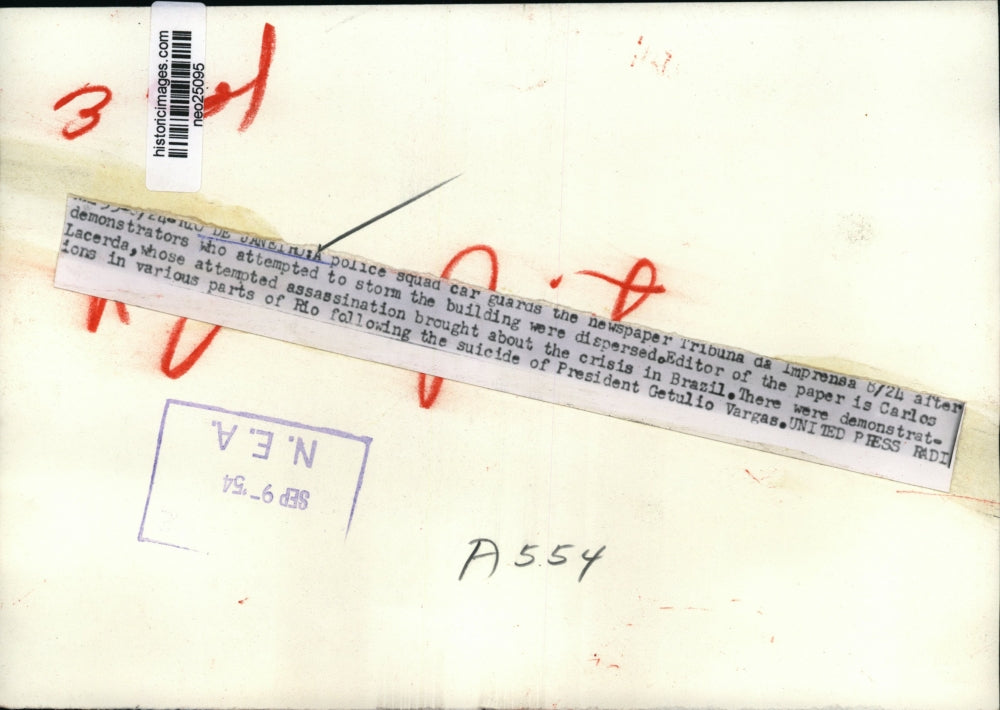 3 col
historicimages.com
neo25095
RIO DE JANEIRO:A police squad car guards the newspaper Tribuna da Imprensa 8/24 after
demonstrators who attempted to storm the building were dispersed.Editor of the paper is Carlos
Lacerda,whose attempted assassination brought about the crisis in Brazil.There were demonstrat-
ions in various parts of Rio following the suicide of President Getulio Vargas.UNITED PRESS RADI
N.E.A.
SEP 9-'54
A554